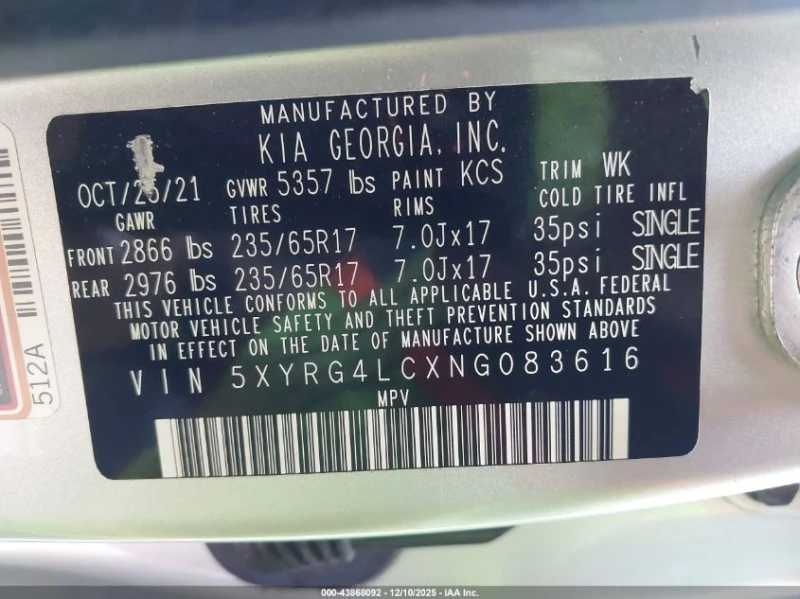 MANUFACTURED BY
KIA GEORGIA, INC.
OCT/25/21 GVWR 5357 lbs PAINT KCS TRIM WK
GAWR TIRES RIMS COLD TIRE INFL
FRONT 2866 lbs 235/65R17 7.0Jx17 35psi SINGLE
REAR 2976 lbs 235/65R17 7.0Jx17 35psi SINGLE
THIS VEHICLE CONFORMS TO ALL APPLICABLE U.S.A. FEDERAL
MOTOR VEHICLE SAFETY AND THEFT PREVENTION STANDARDS
IN EFFECT ON THE DATE OF MANUFACTURE SHOWN ABOVE
VIN 5XYRG4LCXNG083616
MPV
512A
000-43868092 - 12/10/2025 - IAA Inc.